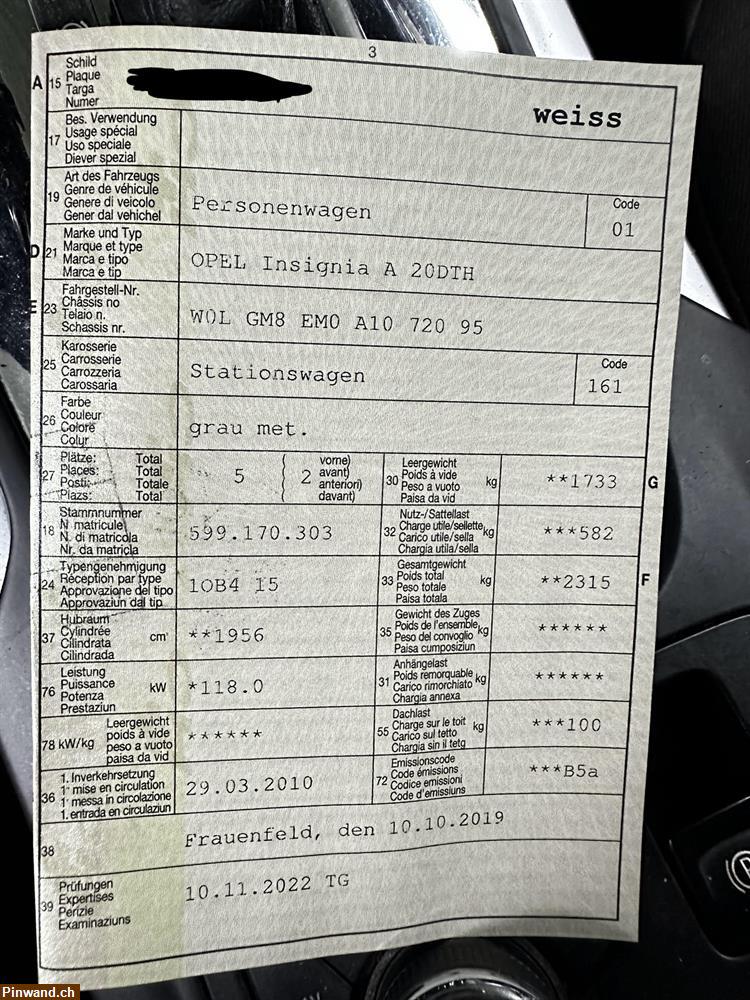 3
A 15 Schild
Plaque
Targa
Numer
weiss
17 Bes. Verwendung
Usage spécial
Uso speciale
Diever spezial
19 Art des Fahrzeugs
Genre de véhicule
Genere di veicolo
Gener dal vehichel
Personenwagen
Code
01
D 21 Marke und Typ
Marque et type
Marca e tipo
Marca e tip
OPEL Insignia A 20DTH
E 23 Fahrgestell-Nr.
Châssis no
Telaio n.
Schassis nr.
W0L GM8 EM0 A10 720 95
25 Karosserie
Carrosserie
Carrozzeria
Carossaria
Stationswagen
Code
161
26 Farbe
Couleur
Colore
Colur
grau met.
27 Plätze: Total
Places: Total
Posti: Totale
Plazs: Total
5
( 2 vorne)
avant)
anteriori)
( davant)
30 Leergewicht
Poids à vide
Peso a vuoto
Paisa da vid
kg
**1733
G
18 Stammnummer
N matricule
N. di matricola
Nr. da matricla
599.170.303
32 Nutz-/Sattellast
Charge utile/sellette
Carico utile/sella
Chargia utila/sella
kg
***582
24 Typengenehmigung
Réception par type
Approvazione del tipo
Approvaziun dal tip
1OB4 15
33 Gesamtgewicht
Poids total
Peso totale
Paisa totala
kg
**2315
F
37 Hubraum
Cylindrée
Cilindrata
Cilindrada
cm³
**1956
35 Gewicht des Zuges
Poids de l'ensemble
Peso del convoglio
Paisa cumposiziun
kg
******
76 Leistung
Puissance
Potenza
Prestaziun
kW
*118.0
31 Anhängelast
Poids remorquable
Carico rimorchiato
Chargia annexa
kg
******
78 kW/kg Leergewicht
poids à vide
peso a vuoto
paisa da vid
******
55 Dachlast
Charge sur le toit
Carico sul tetto
Chargia sin il tetg
kg
***100
36 1. Inverkehrsetzung
1ᵉ mise en circulation
1ᵃ messa in circolazione
1. entrada en circulaziun
29.03.2010
72 Emissionscode
Code émissions
Codice emissioni
Code d'emissiuns
***B5a
38
Frauenfeld, den 10.10.2019
39 Prüfungen
Expertises
Perizie
Examinaziuns
10.11.2022 TG
Pinwand.ch